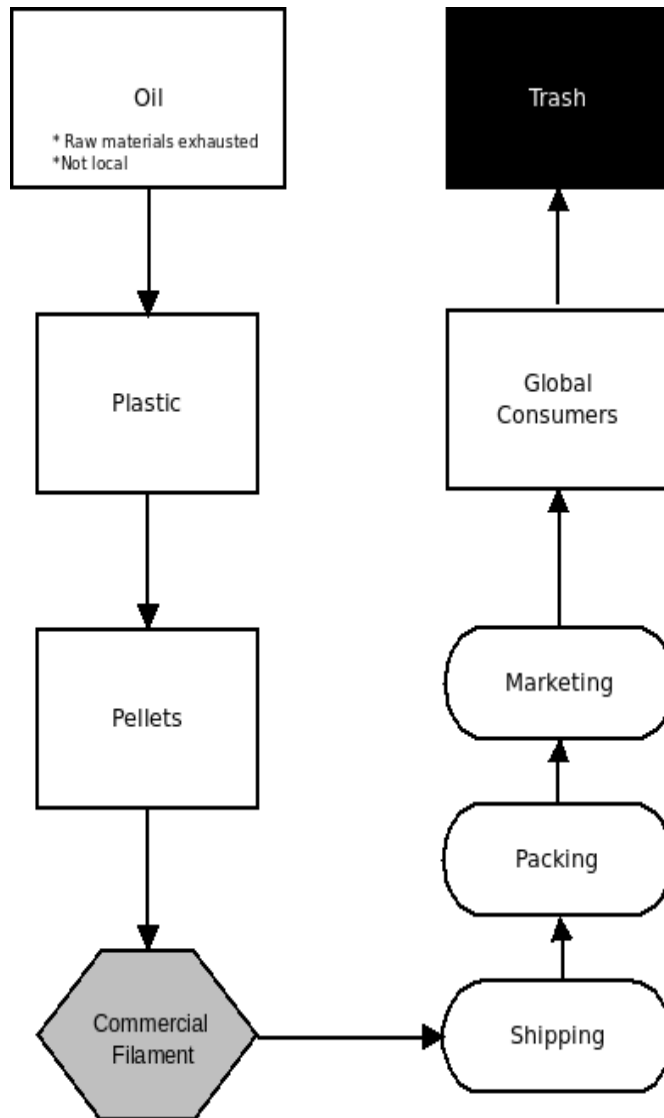 Oil
* Raw materials exhausted
*Not local
Plastic
Pellets
Commercial
Filament
Shipping
Packing
Marketing
Global
Consumers
Trash